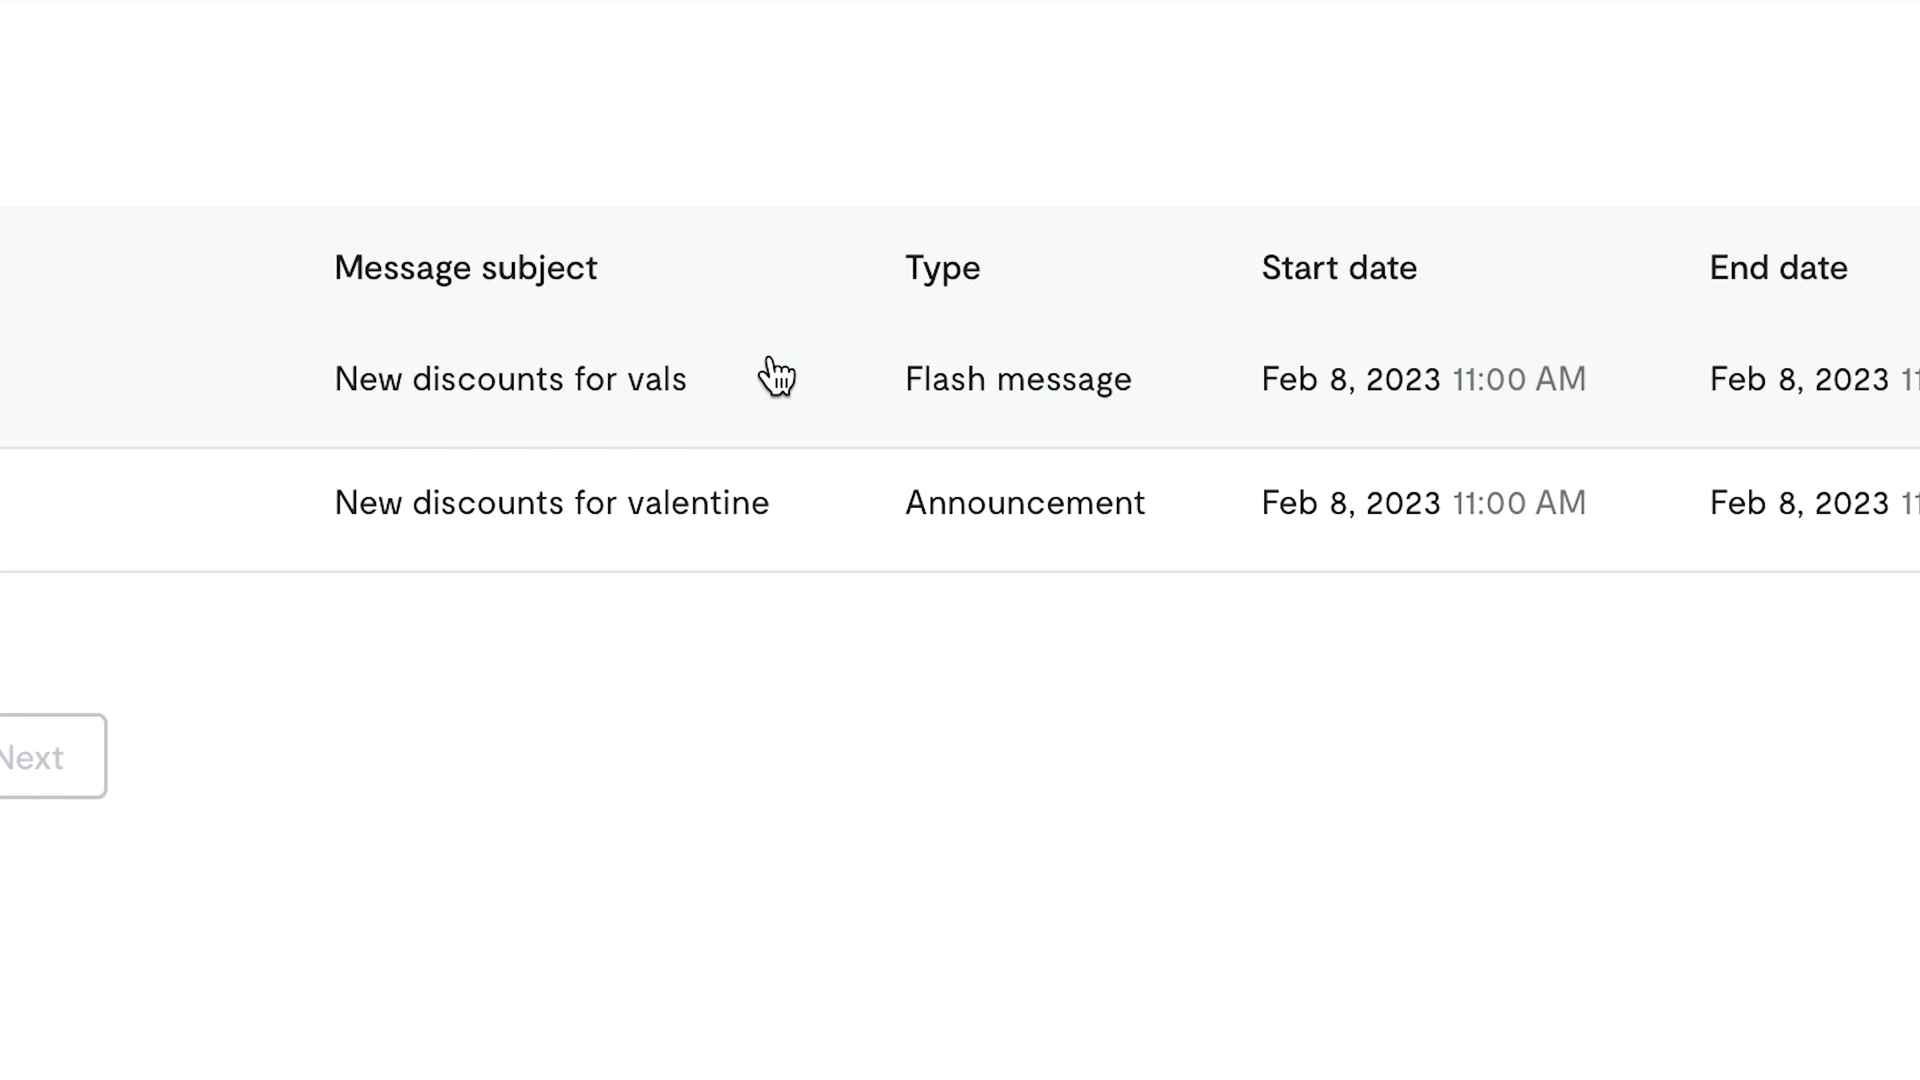 Message subject Type Start date End date
New discounts for vals Flash message Feb 8, 2023 11:00 AM Feb 8, 2023
New discounts for valentine Announcement Feb 8, 2023 11:00 AM Feb 8, 2023
Next